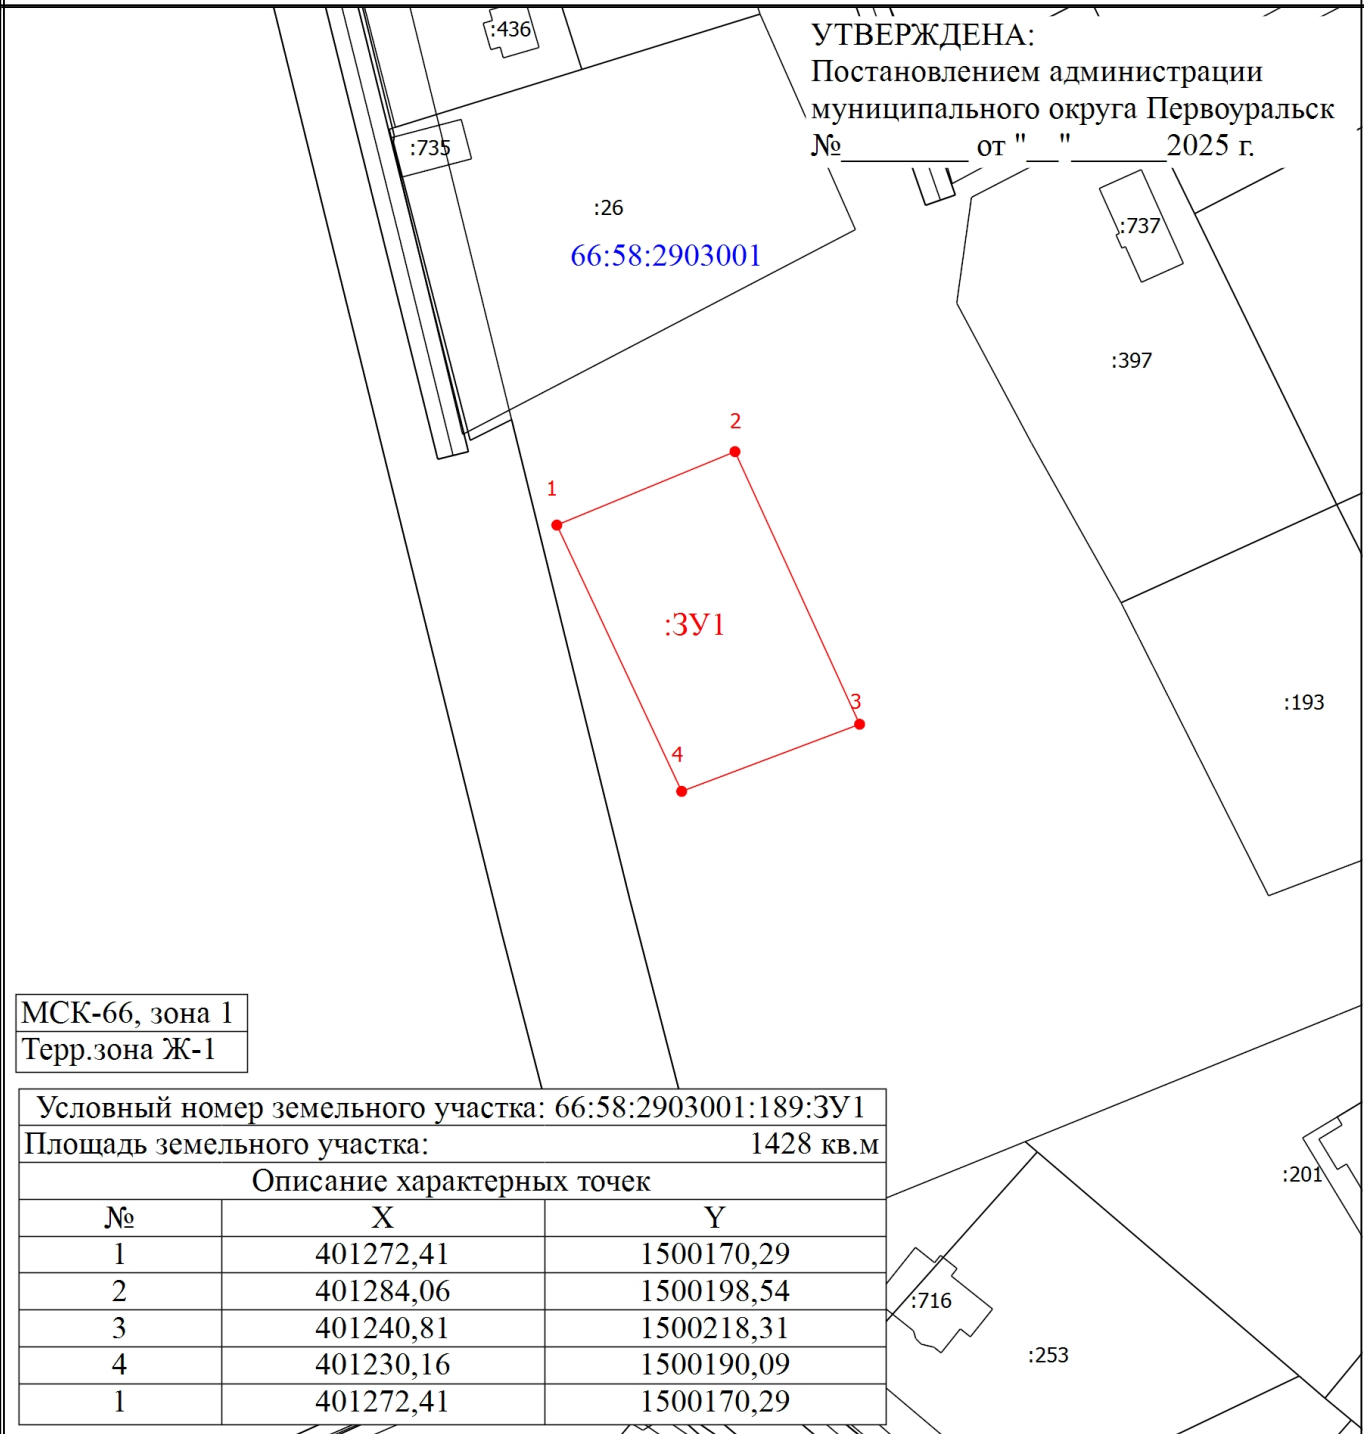 УТВЕРЖДЕНА:
Постановлением администрации
муниципального округа Первоуральск
№________ от "__"______2025 г.
:436
:735
:26
66:58:2903001
:737
:397
2
1
:ЗУ1
3
4
:193
МСК-66, зона 1
Терр.зона Ж-1
Условный номер земельного участка: 66:58:2903001:189:ЗУ1
Площадь земельного участка: 1428 кв.м
Описание характерных точек
№ X Y
1 401272,41 1500170,29
2 401284,06 1500198,54
3 401240,81 1500218,31
4 401230,16 1500190,09
1 401272,41 1500170,29
:201
:716
:253